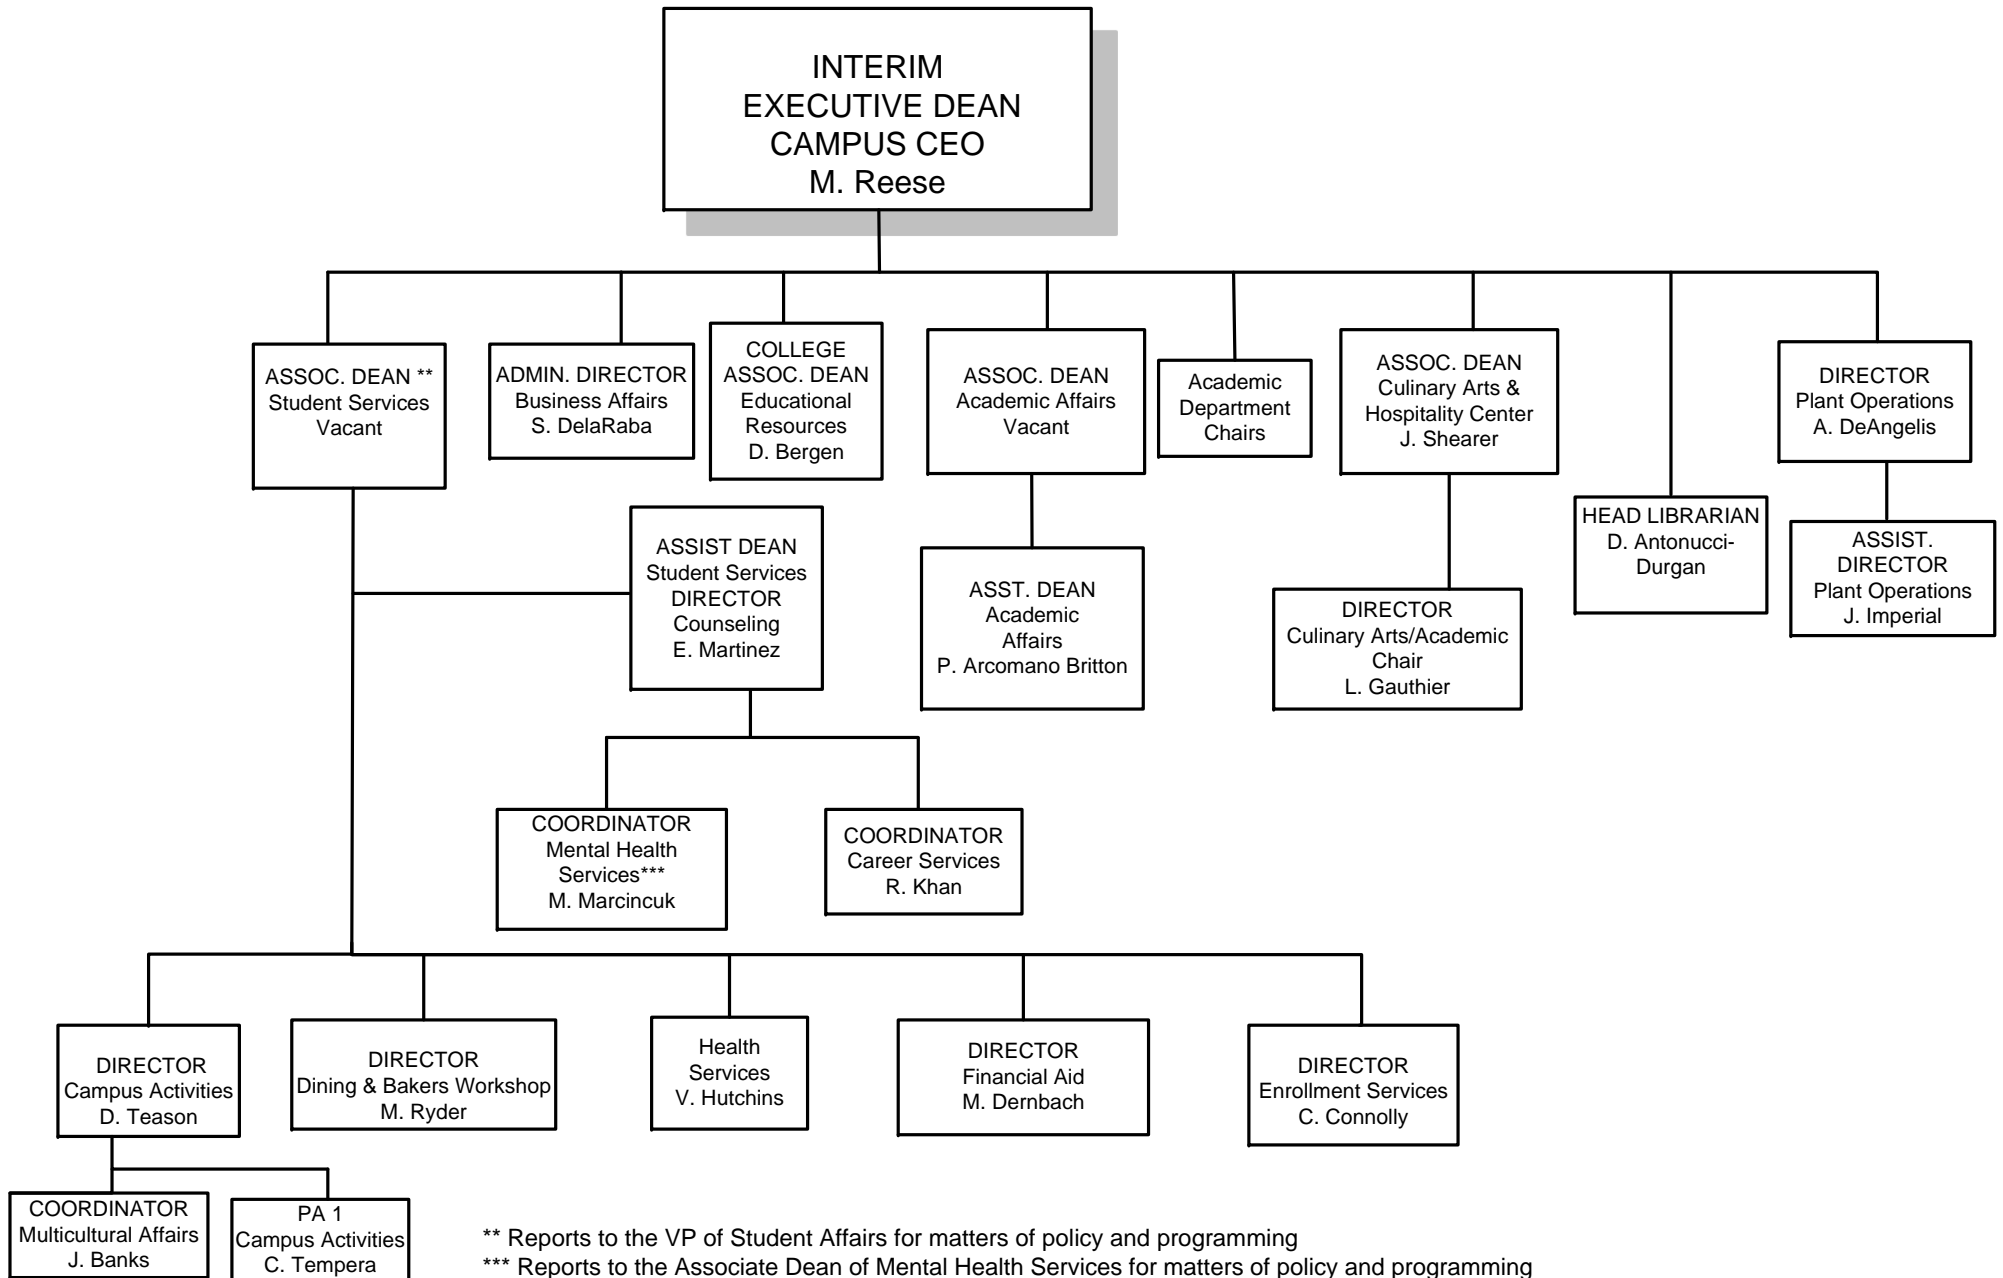 INTERIM
EXECUTIVE DEAN
CAMPUS CEO
M. Reese
ASSOC. DEAN **
Student Services
Vacant
ADMIN. DIRECTOR
Business Affairs
S. DelaRaba
COLLEGE
ASSOC. DEAN
Educational
Resources
D. Bergen
ASSOC. DEAN
Academic Affairs
Vacant
Academic
Department
Chairs
ASSOC. DEAN
Culinary Arts &
Hospitality Center
J. Shearer
HEAD LIBRARIAN
D. Antonucci-
Durgan
DIRECTOR
Plant Operations
A. DeAngelis
ASSIST.
DIRECTOR
Plant Operations
J. Imperial
ASSIST DEAN
Student Services
DIRECTOR
Counseling
E. Martinez
ASST. DEAN
Academic
Affairs
P. Arcomano Britton
DIRECTOR
Culinary Arts/Academic
Chair
L. Gauthier
COORDINATOR
Mental Health
Services***
M. Marcincuk
COORDINATOR
Career Services
R. Khan
DIRECTOR
Campus Activities
D. Teason
DIRECTOR
Dining & Bakers Workshop
M. Ryder
Health
Services
V. Hutchins
DIRECTOR
Financial Aid
M. Dernbach
DIRECTOR
Enrollment Services
C. Connolly
COORDINATOR
Multicultural Affairs
J. Banks
PA 1
Campus Activities
C. Tempera
** Reports to the VP of Student Affairs for matters of policy and programming
*** Reports to the Associate Dean of Mental Health Services for matters of policy and programming